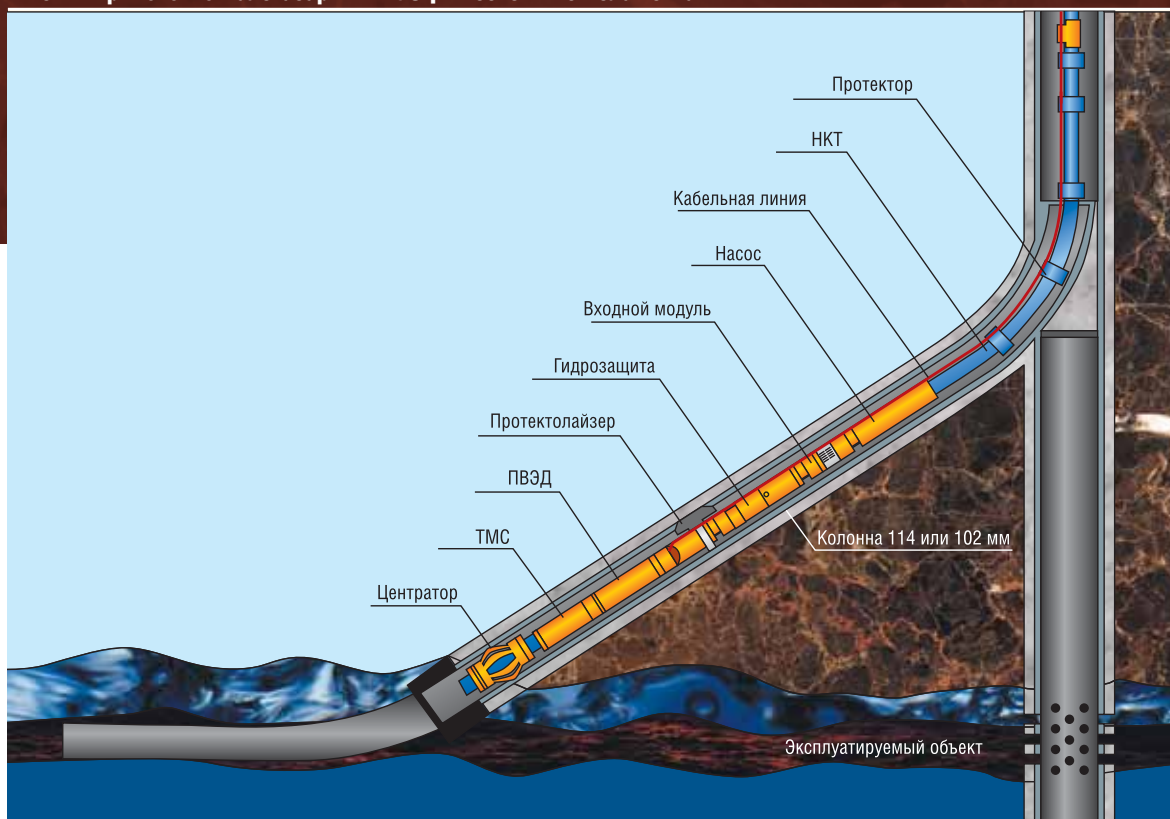 Протектор
НКТ
Кабельная линия
Насос
Входной модуль
Гидрозащита
Протектолайзер
ПВЭД
ТМС
Колонна 114 или 102 мм
Центратор
Эксплуатируемый объект